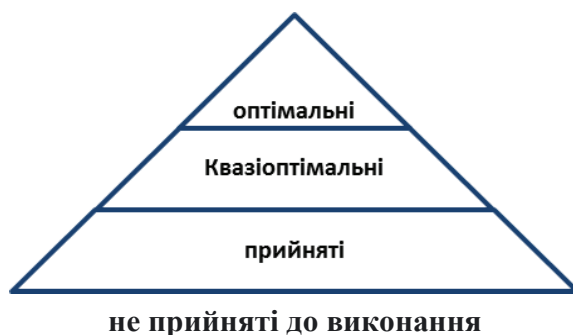 оптімальні
Квазіоптімальні
прийняті
не прийняті до виконання